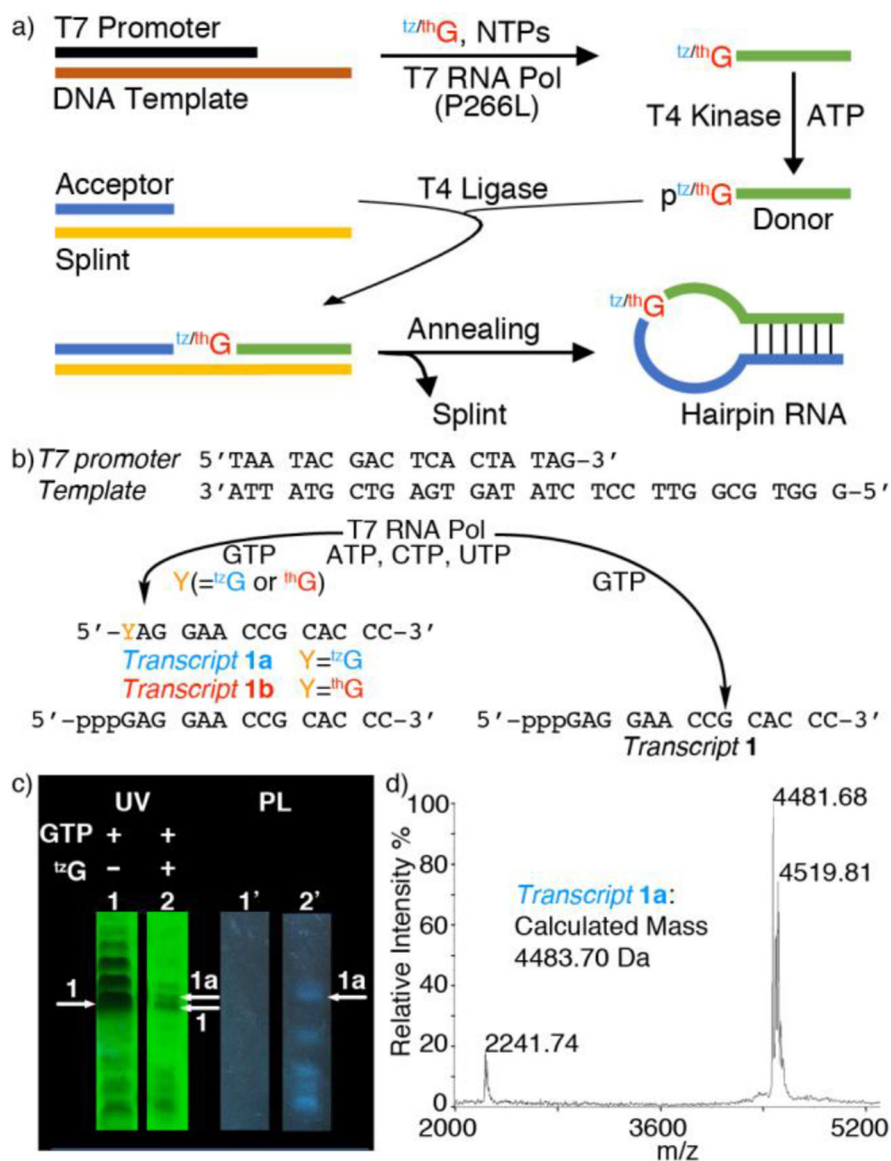 a)
T7 Promoter
DNA Template
tz/thG, NTPs
T7 RNA Pol
(P266L)
tz/thG
T4 Kinase ATP
Acceptor
Splint
T4 Ligase
ptz/thG
Donor
tz/thG
Annealing
Splint
tz/thG
Hairpin RNA
b) T7 promoter 5'TAA TAC GAC TCA CTA TAG-3'
Template 3'ATT ATG CTG AGT GAT ATC TCC TTG GCG TGG G-5'
T7 RNA Pol
GTP ATP, CTP, UTP
Y(=tzG or thG)
GTP
5'-YAG GAA CCG CAC CC-3'
Transcript 1a Y=tzG
Transcript 1b Y=thG
5'-pppGAG GAA CCG CAC CC-3'
5'-pppGAG GAA CCG CAC CC-3'
Transcript 1
c)
UV PL
GTP + +
tzG − +
1 2 1' 2'
1a 1a
1
1
d)
Relative Intensity %
100
80
60
40
20
0
4481.68
4519.81
Transcript 1a:
Calculated Mass
4483.70 Da
2241.74
2000 3600 5200
m/z